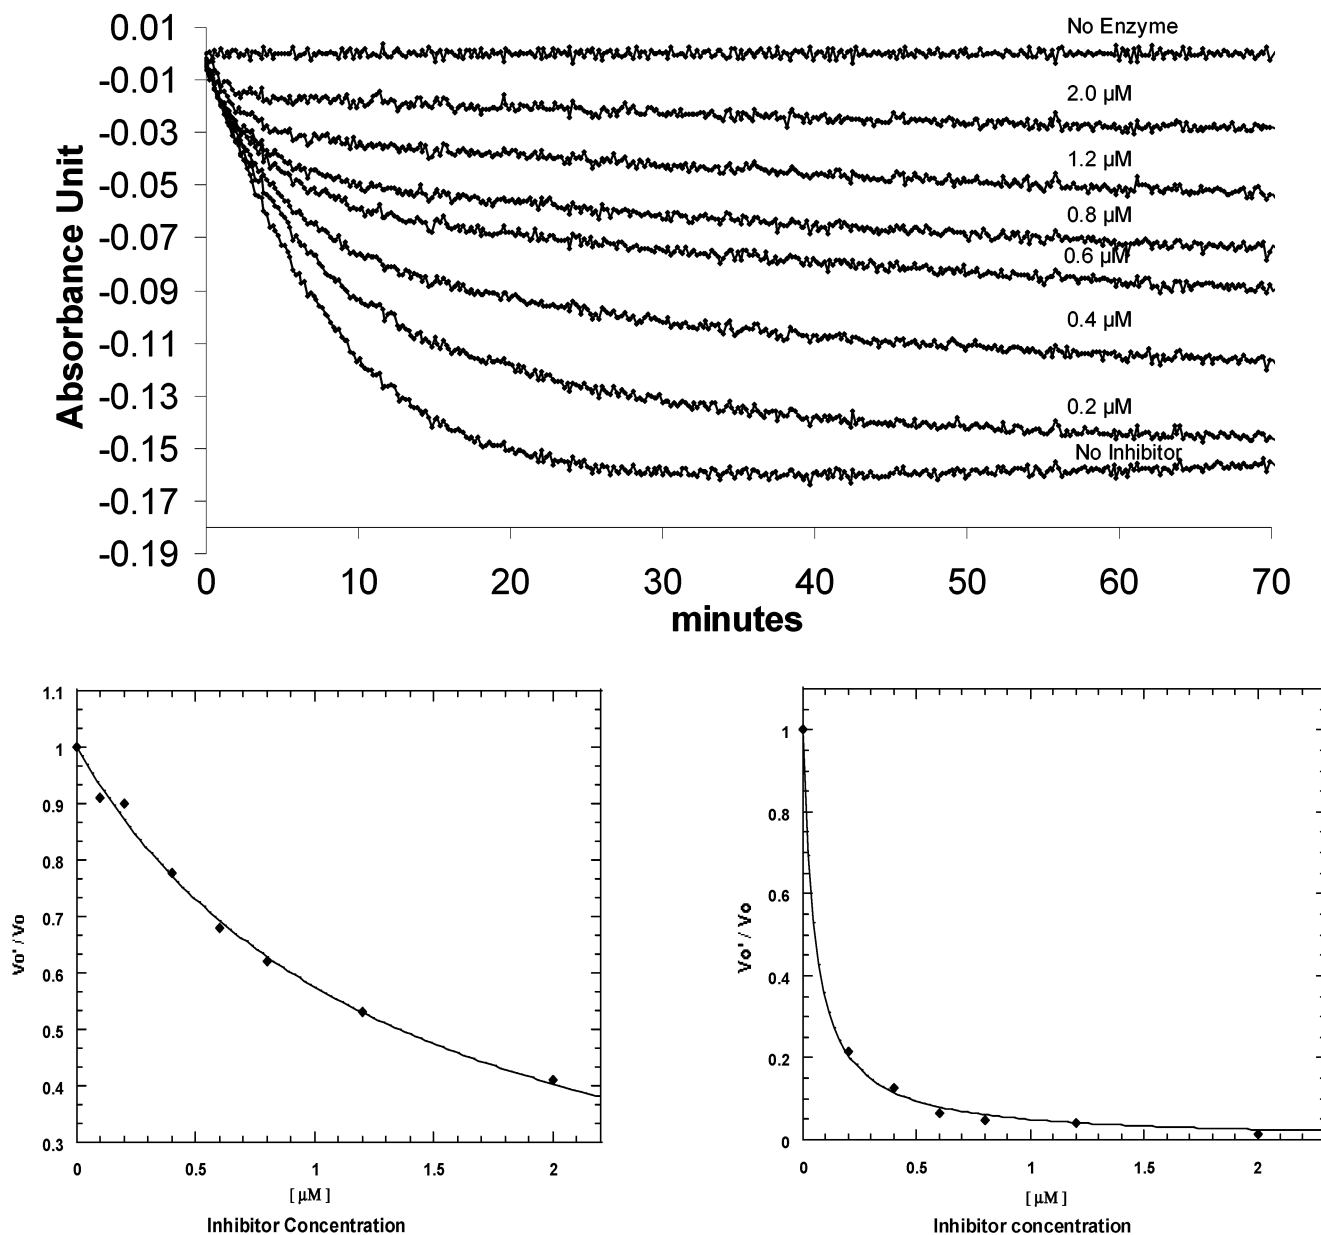 0.01
-0.01
-0.03
-0.05
-0.07
-0.09
-0.11
-0.13
-0.15
-0.17
-0.19
Absorbance Unit
No Enzyme
2.0 µM
1.2 µM
0.8 µM
0.6 µM
0.4 µM
0.2 µM
No Inhibitor
0 10 20 30 40 50 60 70
minutes
1.1
1
0.9
0.8
0.7
0.6
0.5
0.4
0.3
Vo' / Vo
0 0.5 1 1.5 2
[ µM ]
Inhibitor Concentration
1
0.8
0.6
0.4
0.2
0
Vo' / Vo
0 0.5 1 1.5 2
[ µM ]
Inhibitor concentration